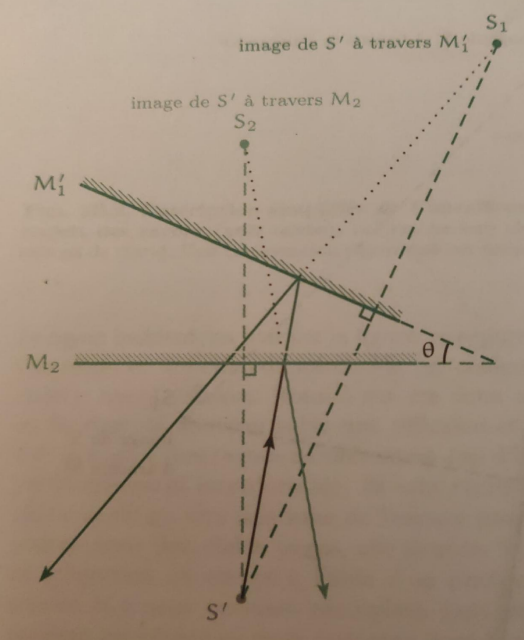 S₁
image de S′ à travers M′₁
image de S′ à travers M₂
S₂
M′₁
θ
M₂
S′